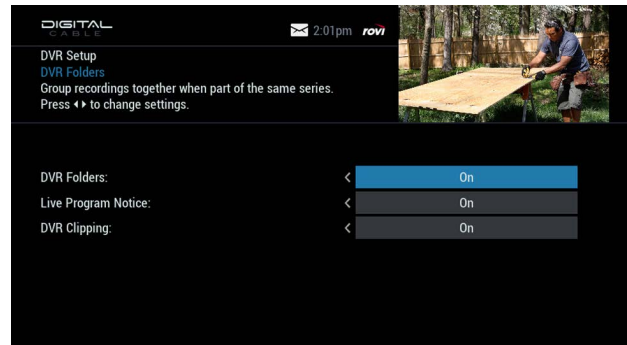 DIGITAL
CABLE
2:01pm rovi
DVR Setup
DVR Folders
Group recordings together when part of the same series.
Press ◂ ▸ to change settings.
DVR Folders: On
Live Program Notice: On
DVR Clipping: On